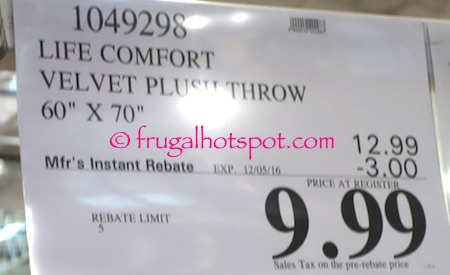 1049298
LIFE COMFORT
VELVET PLUSH THROW
60" X 70"
© frugalhotspot.com
12.99
Mfr's Instant Rebate EXP. 12/05/16 -3.00
PRICE AT REGISTER
9.99
REBATE LIMIT
5
Sales Tax on the pre-rebate price